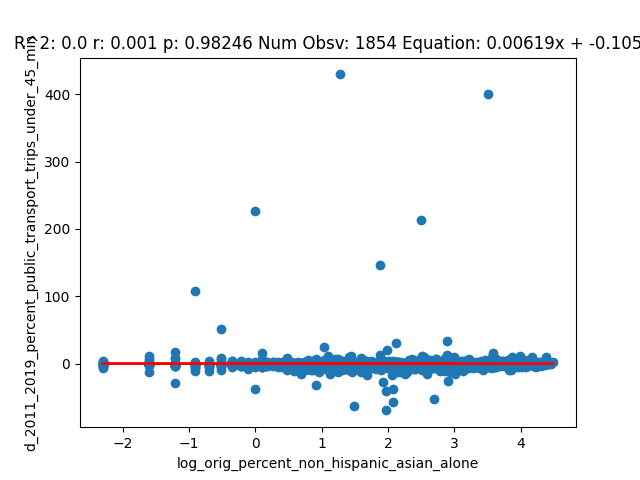 R^2: 0.0 r: 0.001 p: 0.98246 Num Obsv: 1854 Equation: 0.00619x + -0.105
d_2011_2019_percent_public_transport_trips_under_45_min
400
300
200
100
0
−2 −1 0 1 2 3 4
log_orig_percent_non_hispanic_asian_alone